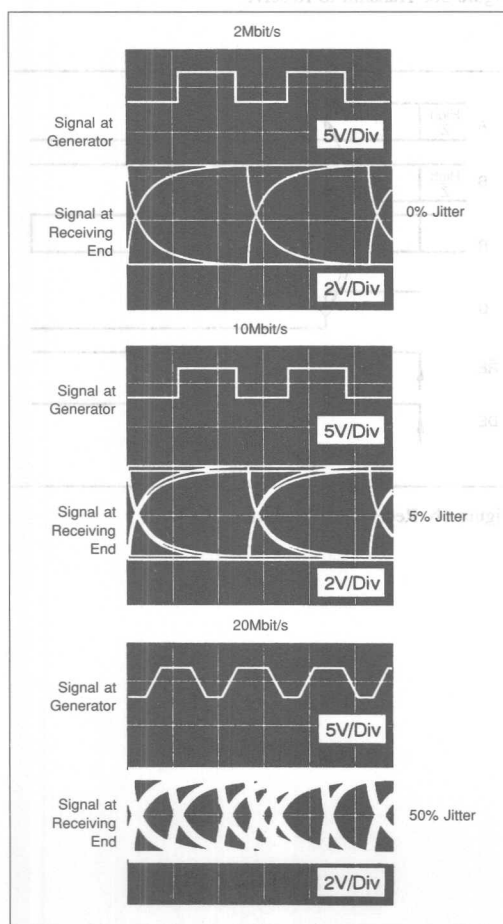 2Mbit/s
Signal at
Generator
5V/Div
Signal at
Receiving
End
0% Jitter
2V/Div
10Mbit/s
Signal at
Generator
5V/Div
Signal at
Receiving
End
5% Jitter
2V/Div
20Mbit/s
Signal at
Generator
5V/Div
Signal at
Receiving
End
50% Jitter
2V/Div